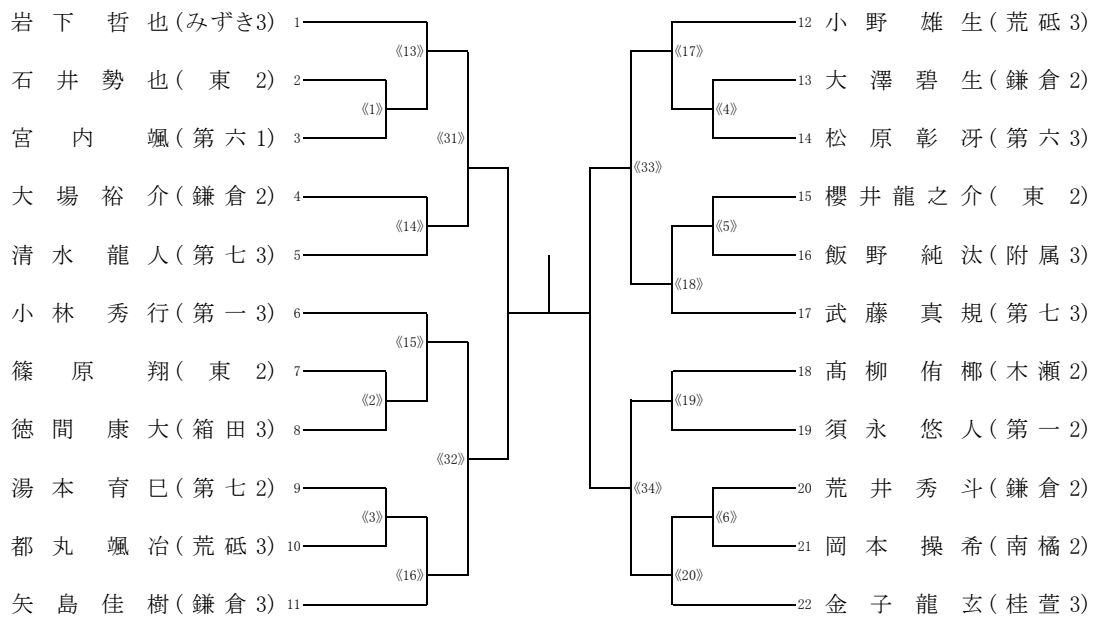 岩下哲也(みずき3) 1
石井勢也(東2) 2
宮内颯(第六1) 3
大場裕介(鎌倉2) 4
清水龍人(第七3) 5
小林秀行(第一3) 6
篠原翔(東2) 7
徳間康大(箱田3) 8
湯本育巳(第七2) 9
都丸颯冶(荒砥3) 10
矢島佳樹(鎌倉3) 11
《1》
《2》
《3》
《13》
《14》
《15》
《16》
《31》
《32》
12 小野雄生(荒砥3)
13 大澤碧生(鎌倉2)
14 松原彰冴(第六3)
15 櫻井龍之介(東2)
16 飯野純汰(附属3)
17 武藤真規(第七3)
18 髙柳侑椰(木瀬2)
19 須永悠人(第一2)
20 荒井秀斗(鎌倉2)
21 岡本操希(南橘2)
22 金子龍玄(桂萱3)
《17》
《4》
《33》
《5》
《18》
《19》
《34》
《6》
《20》